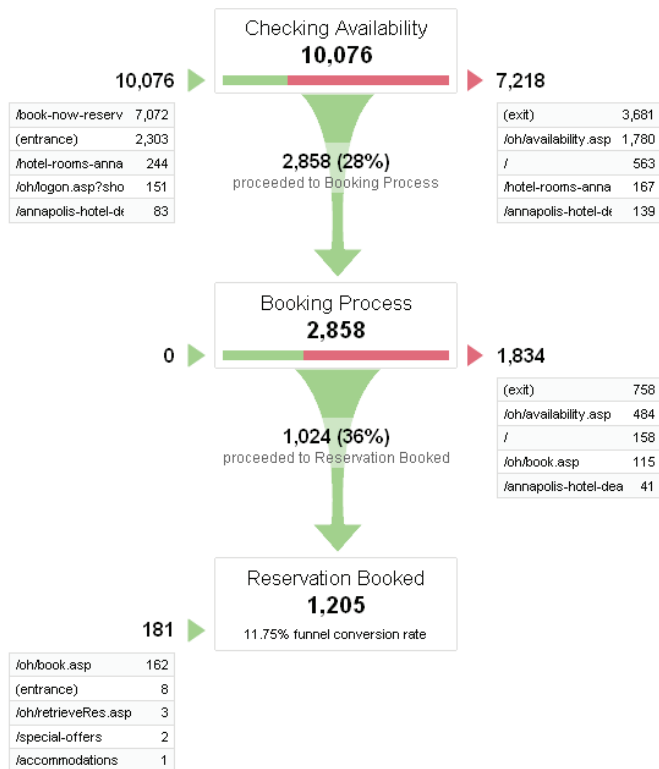 Checking Availability
10,076
10,076
7,218
/book-now-reserv 7,072
(entrance) 2,303
/hotel-rooms-anna 244
/oh/logon.asp?sho 151
/annapolis-hotel-de 83
(exit) 3,681
/oh/availability.asp 1,780
/ 563
/hotel-rooms-anna 167
/annapolis-hotel-de 139
2,858 (28%)
proceeded to Booking Process
Booking Process
2,858
0
1,834
(exit) 758
/oh/availability.asp 484
/ 158
/oh/book.asp 115
/annapolis-hotel-dea 41
1,024 (36%)
proceeded to Reservation Booked
Reservation Booked
1,205
11.75% funnel conversion rate
181
/oh/book.asp 162
(entrance) 8
/oh/retrieveRes.asp 3
/special-offers 2
/accommodations 1